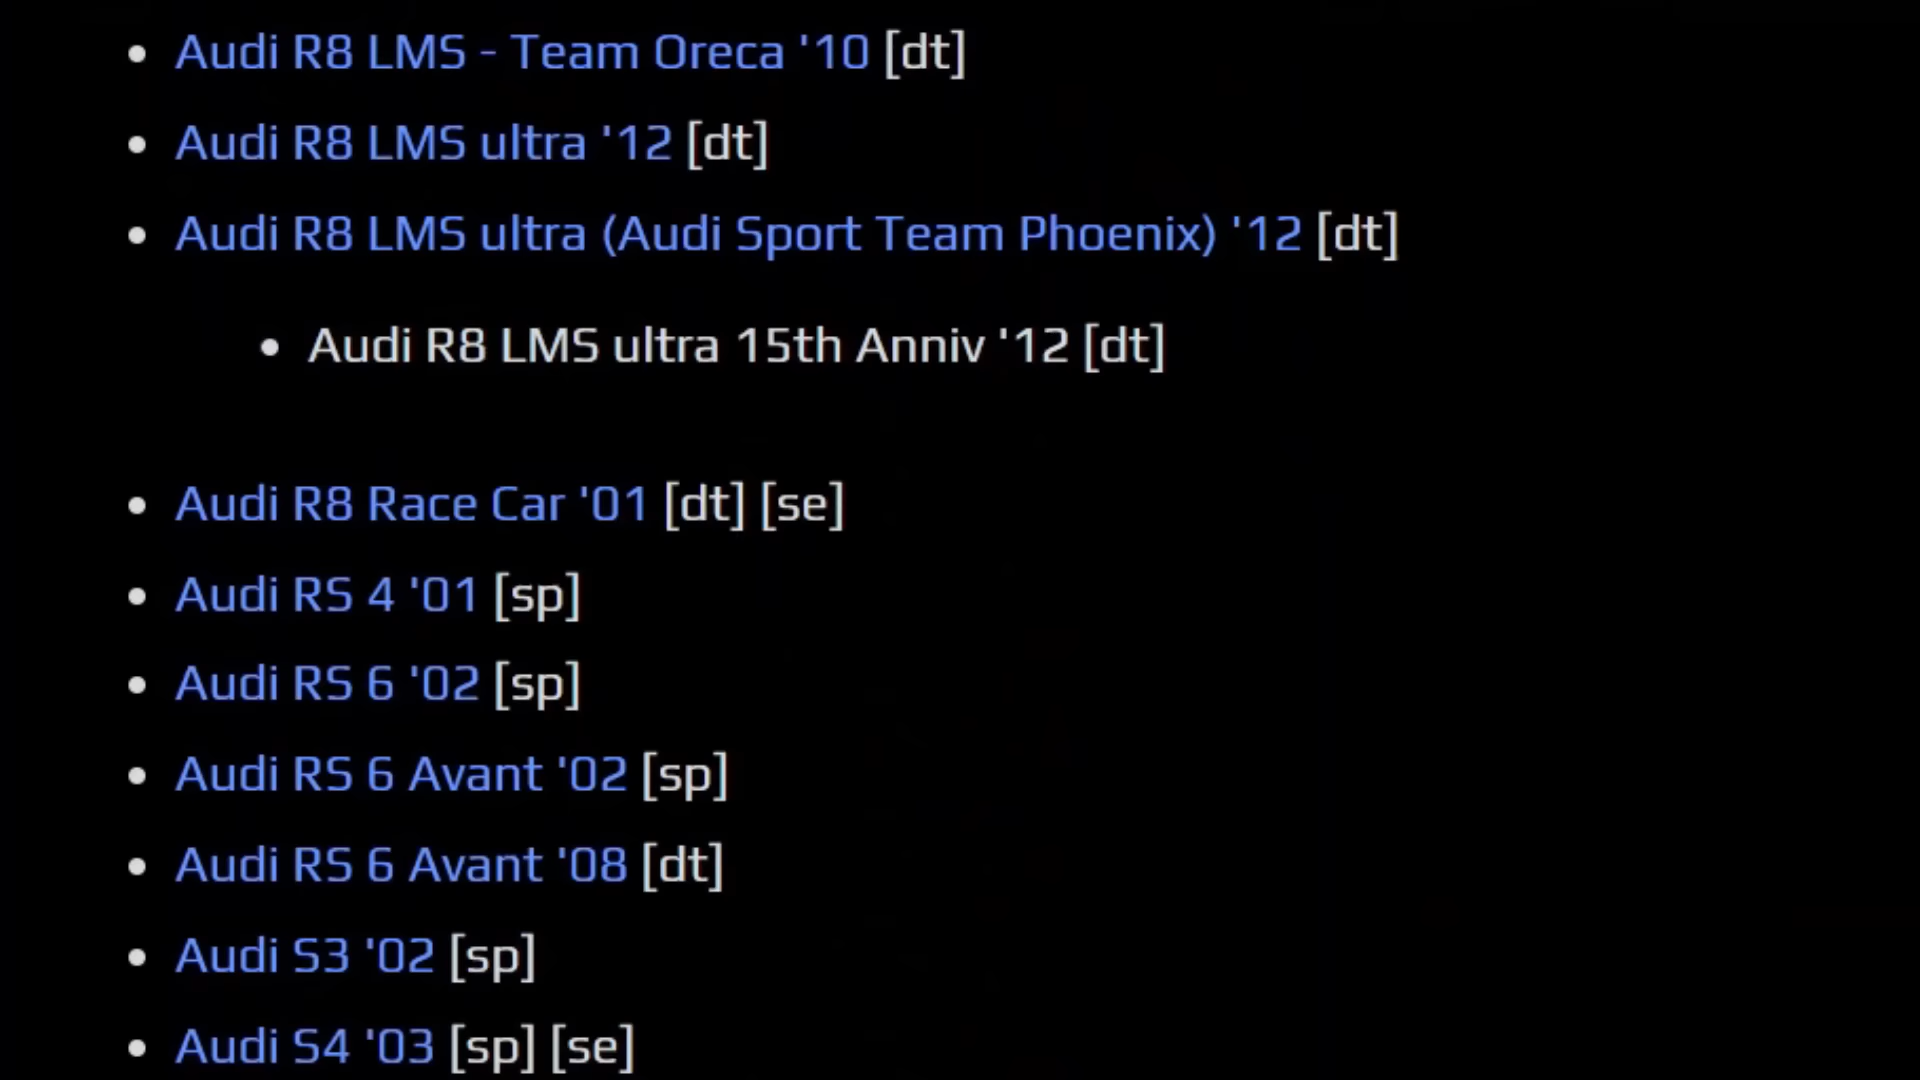 Audi R8 LMS - Team Oreca '10 [dt]
Audi R8 LMS ultra '12 [dt]
Audi R8 LMS ultra (Audi Sport Team Phoenix) '12 [dt]
Audi R8 LMS ultra 15th Anniv '12 [dt]
Audi R8 Race Car '01 [dt] [se]
Audi RS 4 '01 [sp]
Audi RS 6 '02 [sp]
Audi RS 6 Avant '02 [sp]
Audi RS 6 Avant '08 [dt]
Audi S3 '02 [sp]
Audi S4 '03 [sp] [se]